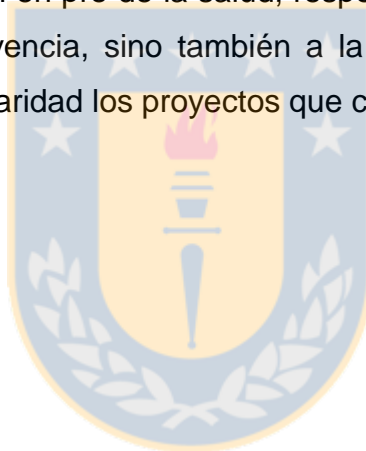 en pro de la salud, respo
vencia, sino también a la
aridad los proyectos que c